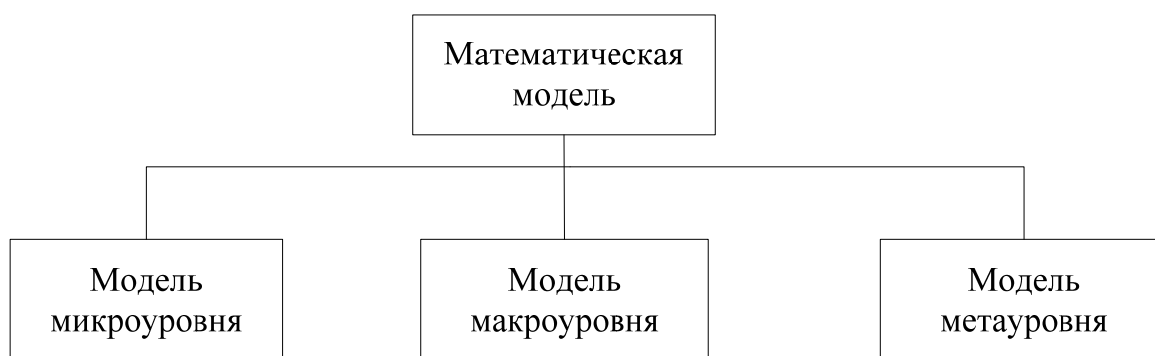 Математическая
модель
Модель
микроуровня
Модель
макроуровня
Модель
метауровня